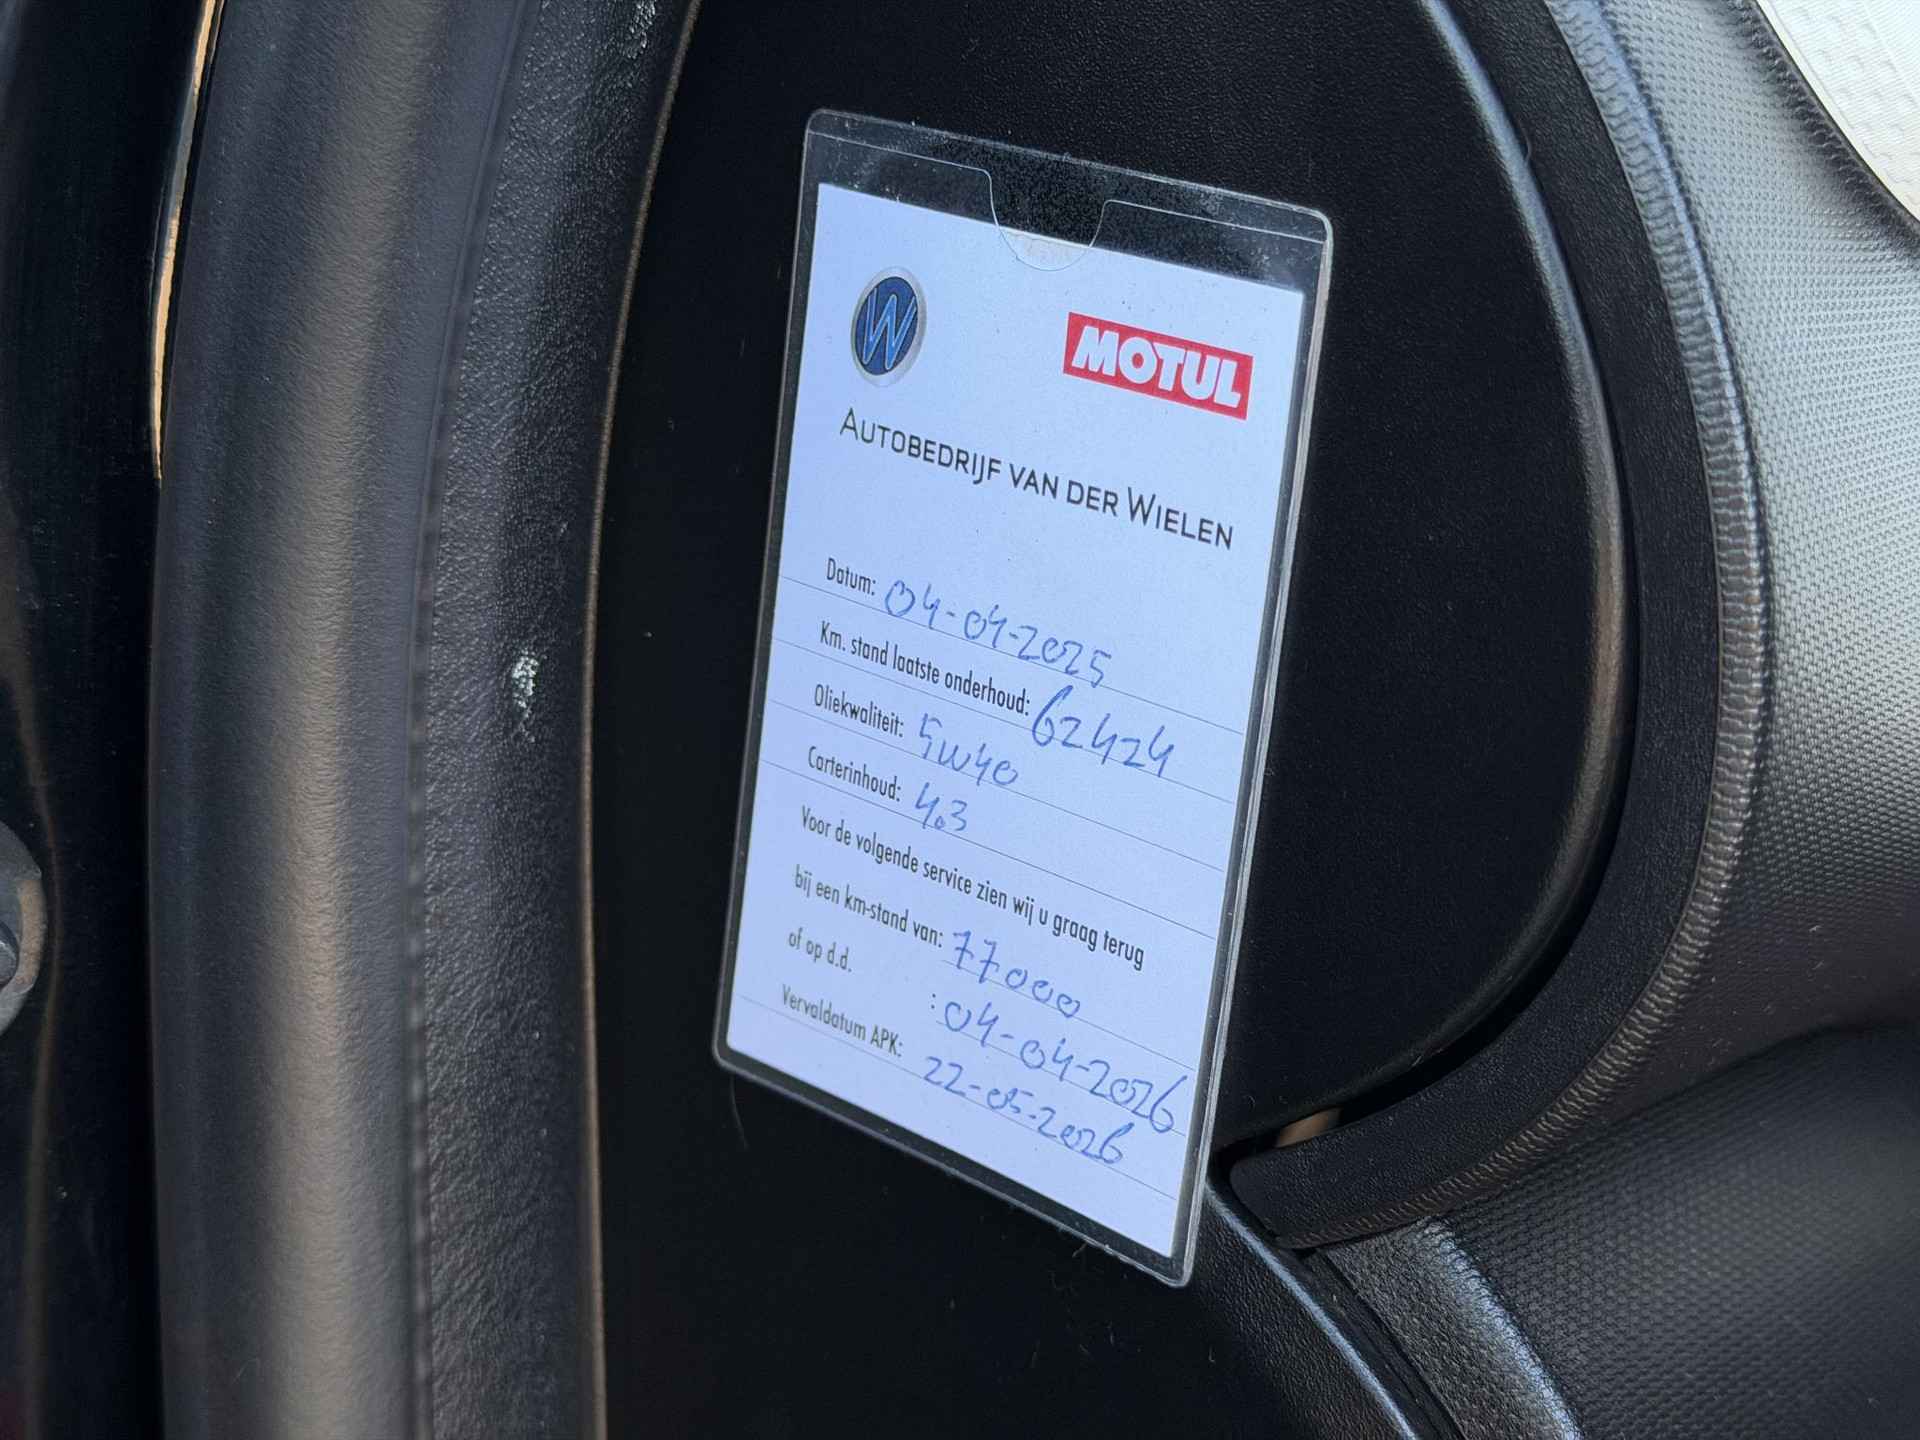 W
MOTUL
AUTOBEDRIJF VAN DER WIELEN
Datum: 04-04-2025
Km. stand laatste onderhoud: 62424
Oliekwaliteit: 5W40
Carterinhoud: 4.3
Voor de volgende service zien wij u graag terug
bij een km-stand van: 77000
of op d.d. : 04-04-2026
Vervaldatum APK: 22-05-2026